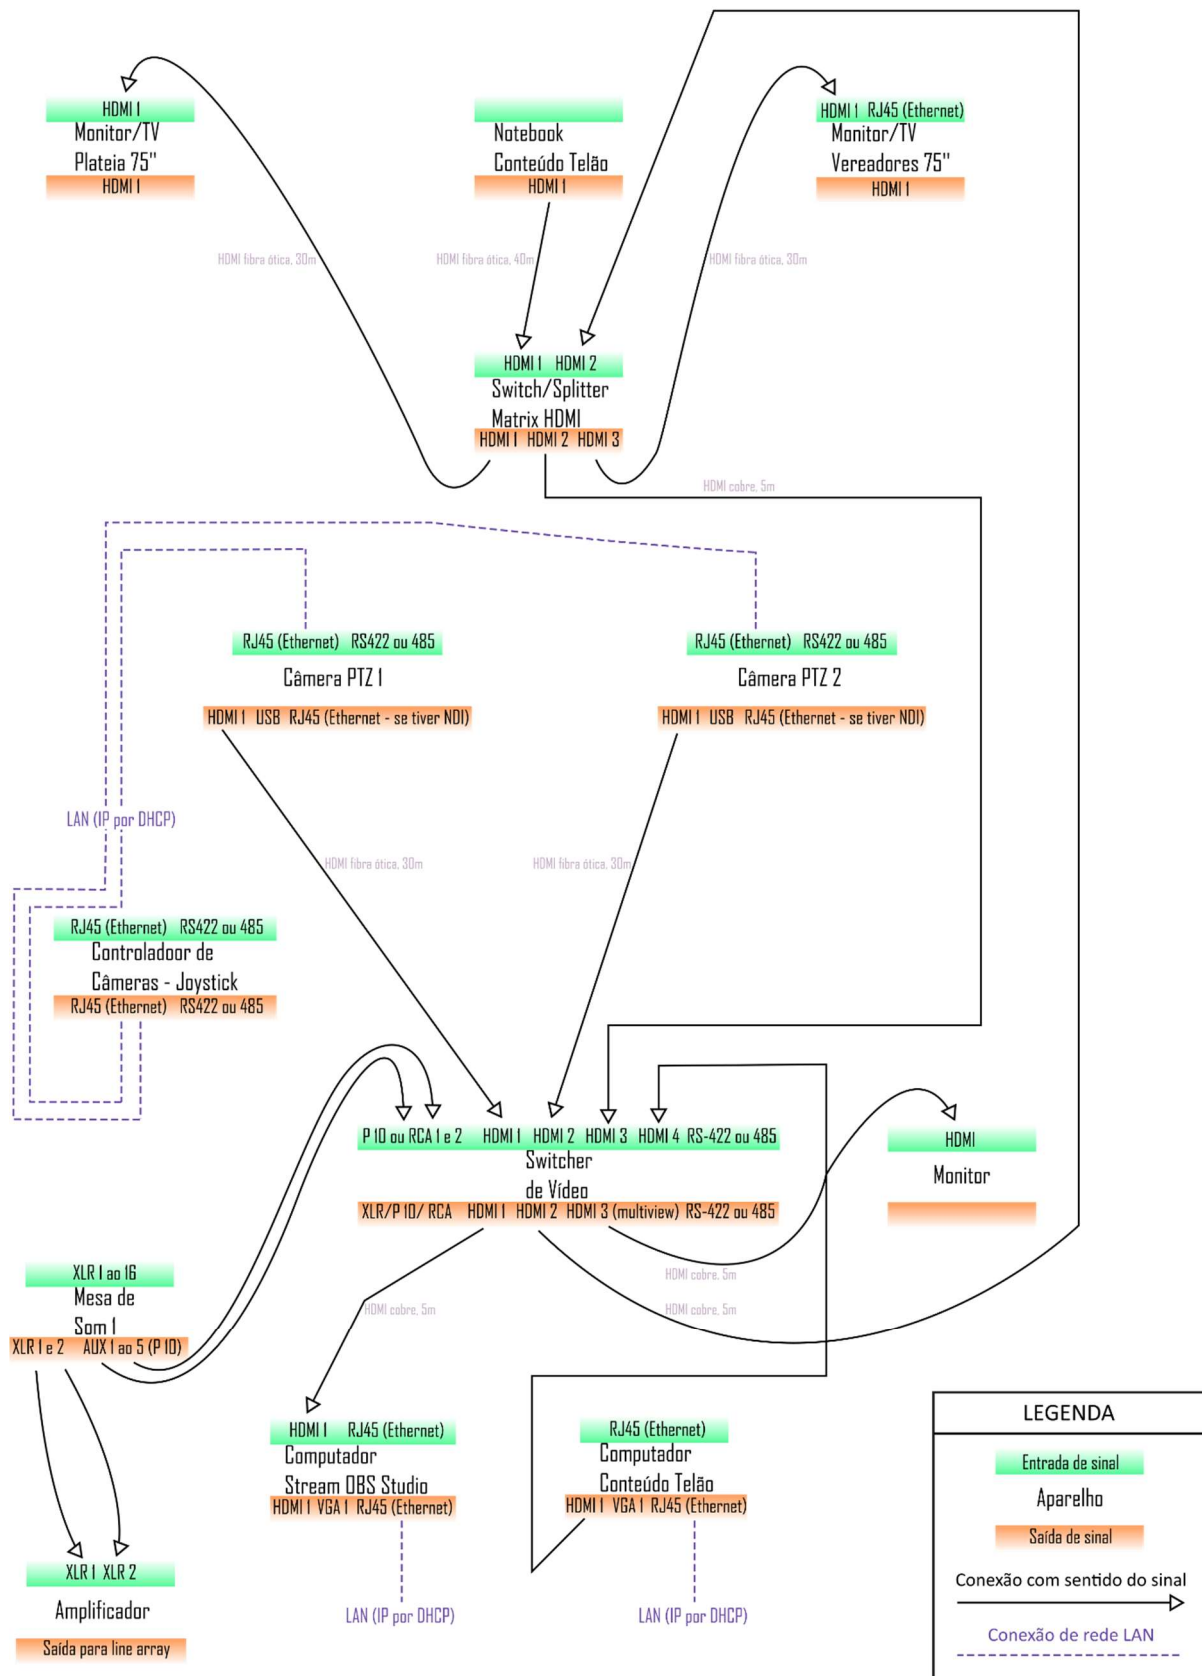 HDMI 1
Monitor/TV
Plateia 75"
HDMI 1
Notebook
Conteúdo Telão
HDMI 1
HDMI 1 RJ45 (Ethernet)
Monitor/TV
Vereadores 75"
HDMI 1
HDMI fibra ótica, 30m
HDMI fibra ótica, 40m
HDMI fibra ótica, 30m
HDMI 1 HDMI 2
Switch/Splitter
Matrix HDMI
HDMI 1 HDMI 2 HDMI 3
HDMI cobre, 5m
RJ45 (Ethernet) RS422 ou 485
Câmera PTZ 1
HDMI 1 USB RJ45 (Ethernet - se tiver NDI)
RJ45 (Ethernet) RS422 ou 485
Câmera PTZ 2
HDMI 1 USB RJ45 (Ethernet - se tiver NDI)
LAN (IP por DHCP)
HDMI fibra ótica, 30m
HDMI fibra ótica, 30m
RJ45 (Ethernet) RS422 ou 485
Controladoor de
Câmeras - Joystick
RJ45 (Ethernet) RS422 ou 485
P 10 ou RCA 1 e 2 HDMI 1 HDMI 2 HDMI 3 HDMI 4 RS-422 ou 485
Switcher
de Vídeo
XLR/P 10/ RCA HDMI 1 HDMI 2 HDMI 3 (multiview) RS-422 ou 485
HDMI
Monitor
HDMI cobre, 5m
HDMI cobre, 5m
HDMI cobre, 5m
XLR 1 ao 16
Mesa de
Som 1
XLR 1 e 2 AUX 1 ao 5 (P 10)
HDMI 1 RJ45 (Ethernet)
Computador
Stream OBS Studio
HDMI 1 VGA 1 RJ45 (Ethernet)
RJ45 (Ethernet)
Computador
Conteúdo Telão
HDMI 1 VGA 1 RJ45 (Ethernet)
XLR 1 XLR 2
Amplificador
Saída para line array
LAN (IP por DHCP)
LAN (IP por DHCP)
LEGENDA
Entrada de sinal
Aparelho
Saída de sinal
Conexão com sentido do sinal
Conexão de rede LAN